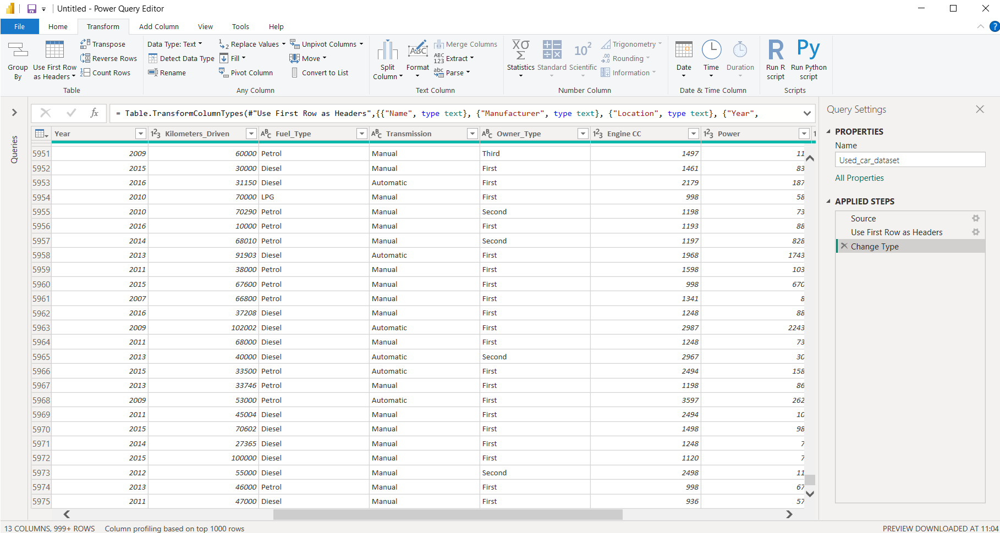 Untitled - Power Query Editor
File Home Transform Add Column View Tools Help
Group By
Use First Row as Headers
Transpose
Reverse Rows
Count Rows
Table
Data Type: Text
Detect Data Type
Rename
Replace Values
Fill
Pivot Column
Unpivot Columns
Move
Convert to List
Any Column
Split Column
Format
Merge Columns
Extract
Parse
Text Column
Statistics
Standard
Scientific
Trigonometry
Rounding
Information
Number Column
Date
Time
Duration
Date & Time Column
Run R script
Run Python script
Scripts
Queries
fx = Table.TransformColumnTypes(#"Use First Row as Headers",{{"Name", type text}, {"Manufacturer", type text}, {"Location", type text}, {"Year",
Year Kilometers_Driven Fuel_Type Transmission Owner_Type Engine CC Power
5951 2009 60000 Petrol Manual Third 1497 11
5952 2015 30000 Diesel Manual First 1461 83
5953 2016 31150 Diesel Automatic First 2179 187
5954 2010 70000 LPG Manual First 998 58
5955 2010 70290 Petrol Manual Second 1198 73
5956 2016 10000 Petrol Manual First 1193 88
5957 2014 68010 Petrol Manual Second 1197 828
5958 2013 91903 Diesel Automatic First 1968 1743
5959 2011 38000 Petrol Manual First 1598 103
5960 2015 67600 Petrol Manual First 998 670
5961 2007 66800 Petrol Manual First 1341 8
5962 2016 37208 Diesel Manual First 1248 88
5963 2009 102002 Diesel Automatic First 2987 2243
5964 2011 68000 Diesel Manual First 1248 73
5965 2013 40000 Diesel Automatic Second 2967 30
5966 2015 33500 Petrol Automatic First 2494 158
5967 2013 33746 Petrol Manual First 1198 86
5968 2009 53000 Petrol Automatic First 3597 262
5969 2011 45004 Diesel Manual First 2494 10
5970 2015 70602 Diesel Manual First 1498 98
5971 2014 27365 Diesel Manual First 1248 7
5972 2015 100000 Diesel Manual First 1120 7
5973 2012 55000 Diesel Manual Second 2498 11
5974 2013 46000 Petrol Manual First 998 67
5975 2011 47000 Diesel Manual First 936 57
Query Settings
PROPERTIES
Name
Used_car_dataset
All Properties
APPLIED STEPS
Source
Use First Row as Headers
Change Type
13 COLUMNS, 999+ ROWS Column profiling based on top 1000 rows
PREVIEW DOWNLOADED AT 11:04